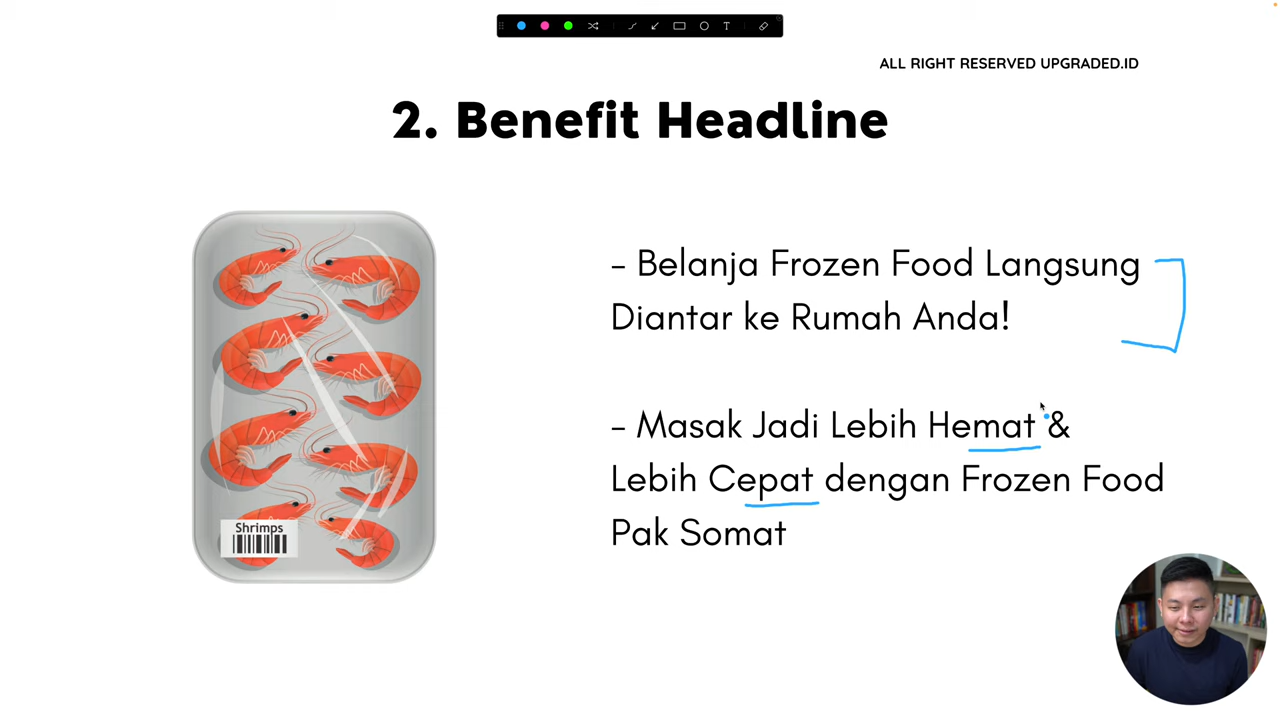 ALL RIGHT RESERVED UPGRADED.ID
2. Benefit Headline
- Belanja Frozen Food Langsung
Diantar ke Rumah Anda!
- Masak Jadi Lebih Hemat &
Lebih Cepat dengan Frozen Food
Pak Somat
Shrimps